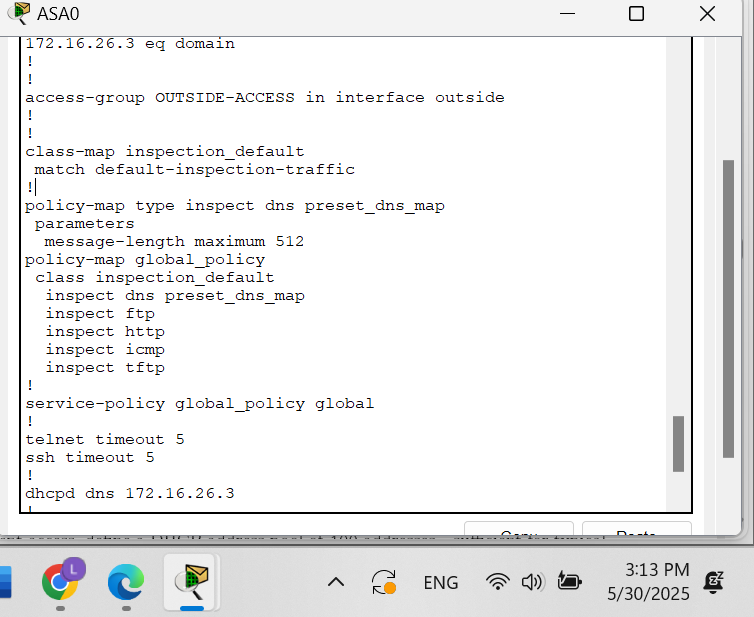 ASA0
172.16.26.3 eq domain
!
!
access-group OUTSIDE-ACCESS in interface outside
!
!
class-map inspection_default
match default-inspection-traffic
!
policy-map type inspect dns preset_dns_map
parameters
message-length maximum 512
policy-map global_policy
class inspection_default
inspect dns preset_dns_map
inspect ftp
inspect http
inspect icmp
inspect tftp
!
service-policy global_policy global
!
telnet timeout 5
ssh timeout 5
!
dhcpd dns 172.16.26.3
!
Copy Paste
L
ENG
3:13 PM
5/30/2025